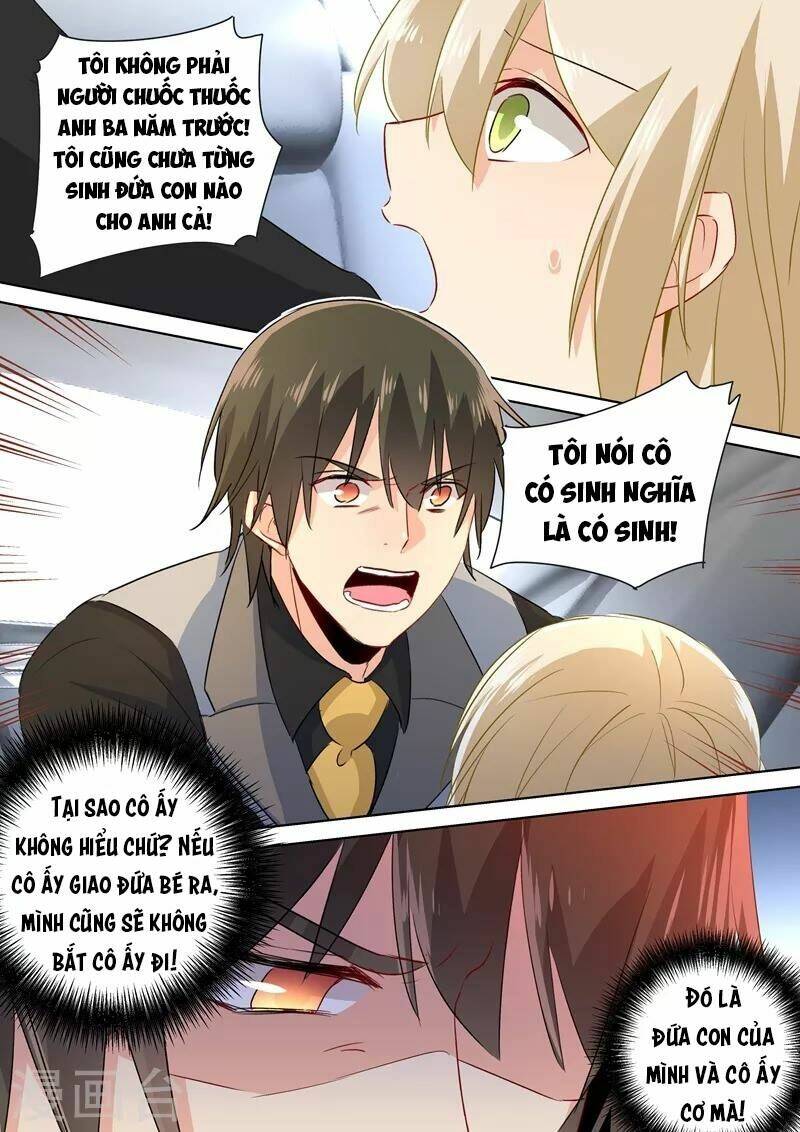 TÔI KHÔNG PHẢI
NGƯỜI CHUỐC THUỐC
ANH BA NĂM TRƯỚC!
TÔI CŨNG CHƯA TỪNG
SINH ĐỨA CON NÀO
CHO ANH CẢ!
TÔI NÓI CÔ
CÓ SINH NGHĨA
LÀ CÓ SINH!
TẠI SAO CÔ ẤY
KHÔNG HIỂU CHỨ? NẾU
CÔ ẤY GIAO ĐỨA BÉ RA,
MÌNH CŨNG SẼ KHÔNG
BẮT CÔ ẤY ĐI!
ĐÓ LÀ
ĐỨA CON CỦA
MÌNH VÀ CÔ ẤY
CƠ MÀ!
漫画台